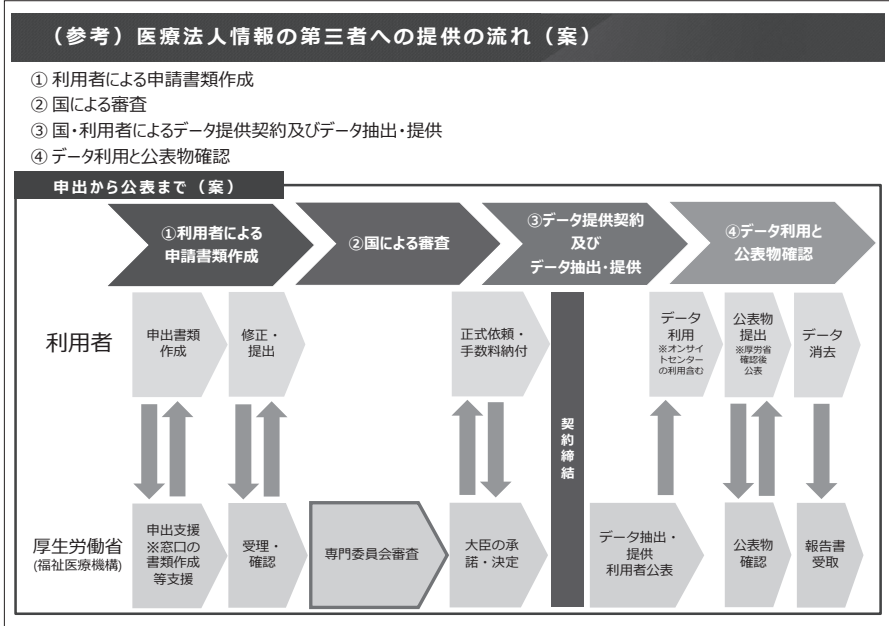 （参考）医療法人情報の第三者への提供の流れ（案）
① 利用者による申請書類作成
② 国による審査
③ 国・利用者によるデータ提供契約及びデータ抽出・提供
④ データ利用と公表物確認
申出から公表まで（案）
①利用者による
申請書類作成
②国による審査
③データ提供契約
及び
データ抽出・提供
④データ利用と
公表物確認
利用者
申出書類
作成
修正・
提出
正式依頼・
手数料納付
データ
利用
※オンサイ
トセンター
の利用含む
公表物
提出
※厚労省
確認後
公表
データ
消去
契約締結
厚生労働省
(福祉医療機構)
申出支援
※窓口の
書類作成
等支援
受理・
確認
専門委員会審査
大臣の承
諾・決定
データ抽出・
提供
利用者公表
公表物
確認
報告書
受取